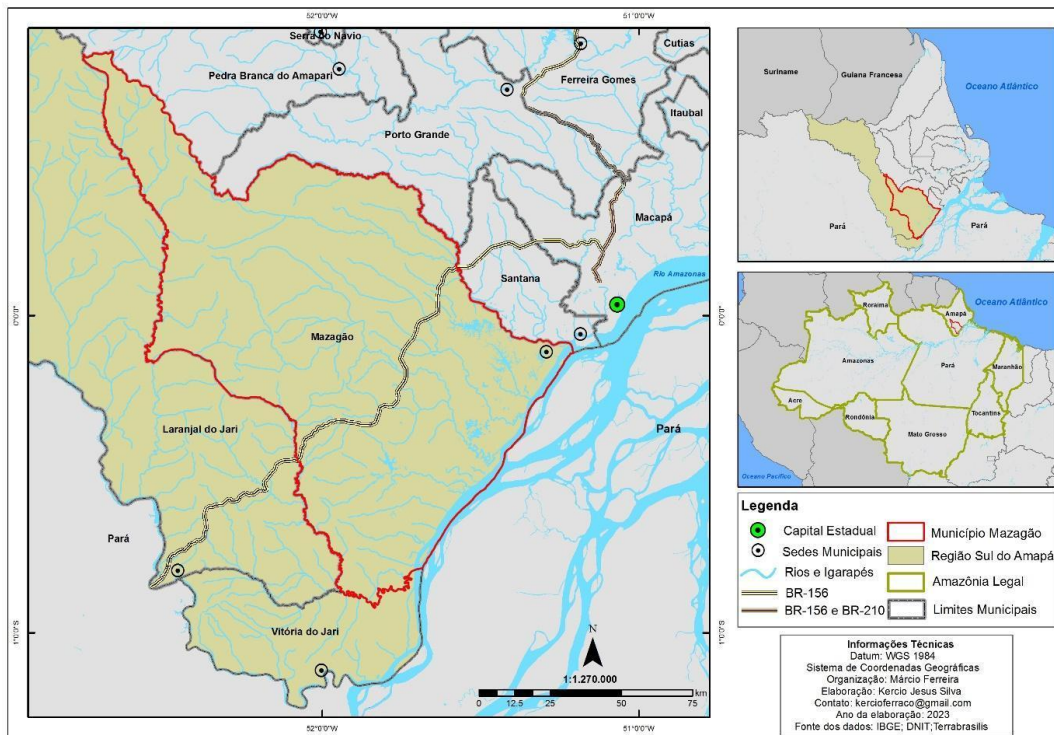 52°0'0"W
51°0'0"W
Serra do Navio
Cutias
Pedra Branca do Amapari
Ferreira Gomes
Itaubal
Porto Grande
Macapá
Santana
Rio Amazonas
0°0'0"
0°0'0"
Mazagão
Laranjal do Jari
Pará
Pará
Vitória do Jari
1°0'0"S
1°0'0"S
N
1:1.270.000
0 12.5 25 50 75
km
52°0'0"W
51°0'0"W
Suriname
Guiana Francesa
Oceano Atlântico
Pará
Pará
Roraima
Amapá
Oceano Atlântico
Amazonas
Pará
Maranhão
Acre
Rondônia
Tocantins
Mato Grosso
Oceano Pacífico
Legenda
Capital Estadual
Sedes Municipais
Rios e Igarapés
BR-156
BR-156 e BR-210
Município Mazagão
Região Sul do Amapá
Amazônia Legal
Limites Municipais
Informações Técnicas
Datum: WGS 1984
Sistema de Coordenadas Geográficas
Organização: Márcio Ferreira
Elaboração: Kercio Jesus Silva
Contato: kercioferraco@gmail.com
Ano da elaboração: 2023
Fonte dos dados: IBGE; DNIT;Terrabrasilis